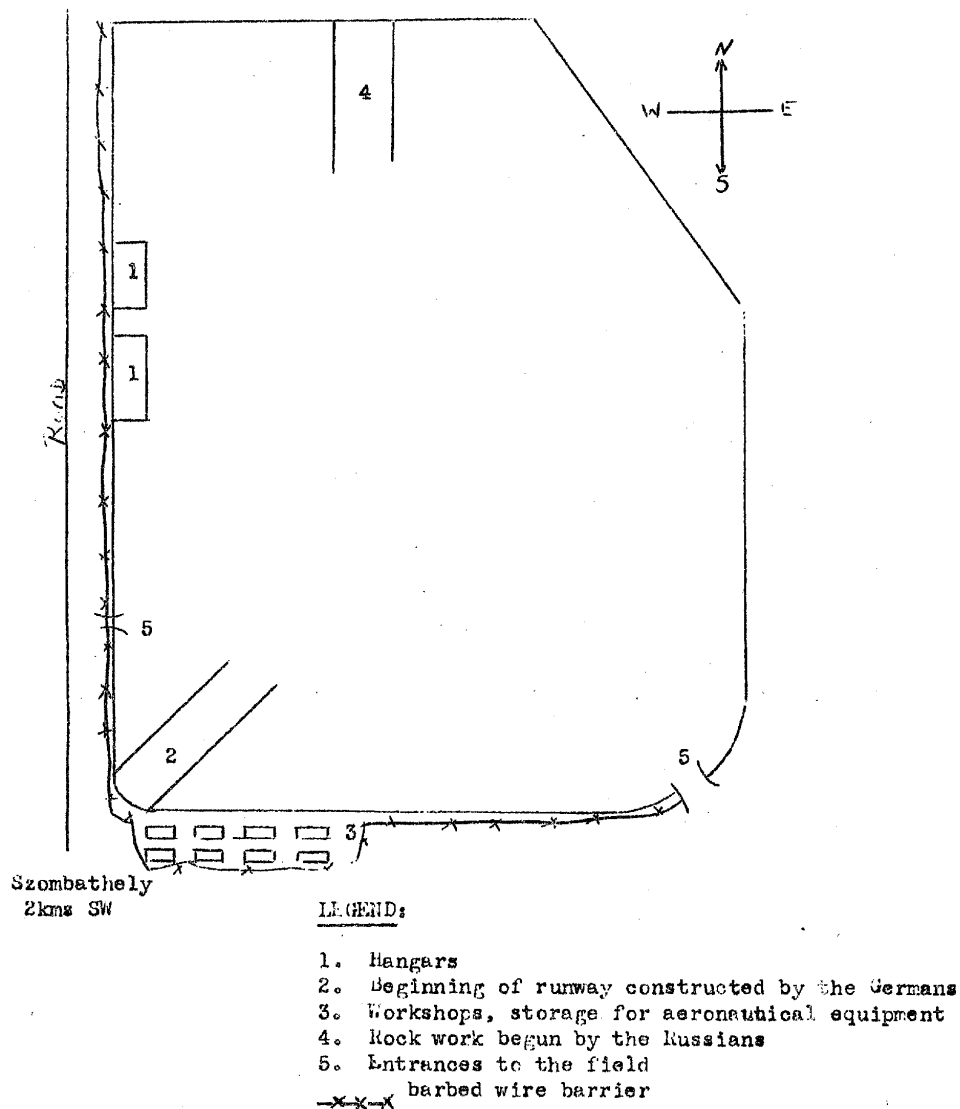 N
4
W E
S
1
1
Road
5
2
5
3
Szombathely
2kms SW
LEGEND:
1. Hangars
2. Beginning of runway constructed by the Germans
3. Workshops, storage for aeronautical equipment
4. Rock work begun by the Russians
5. Entrances to the field
barbed wire barrier